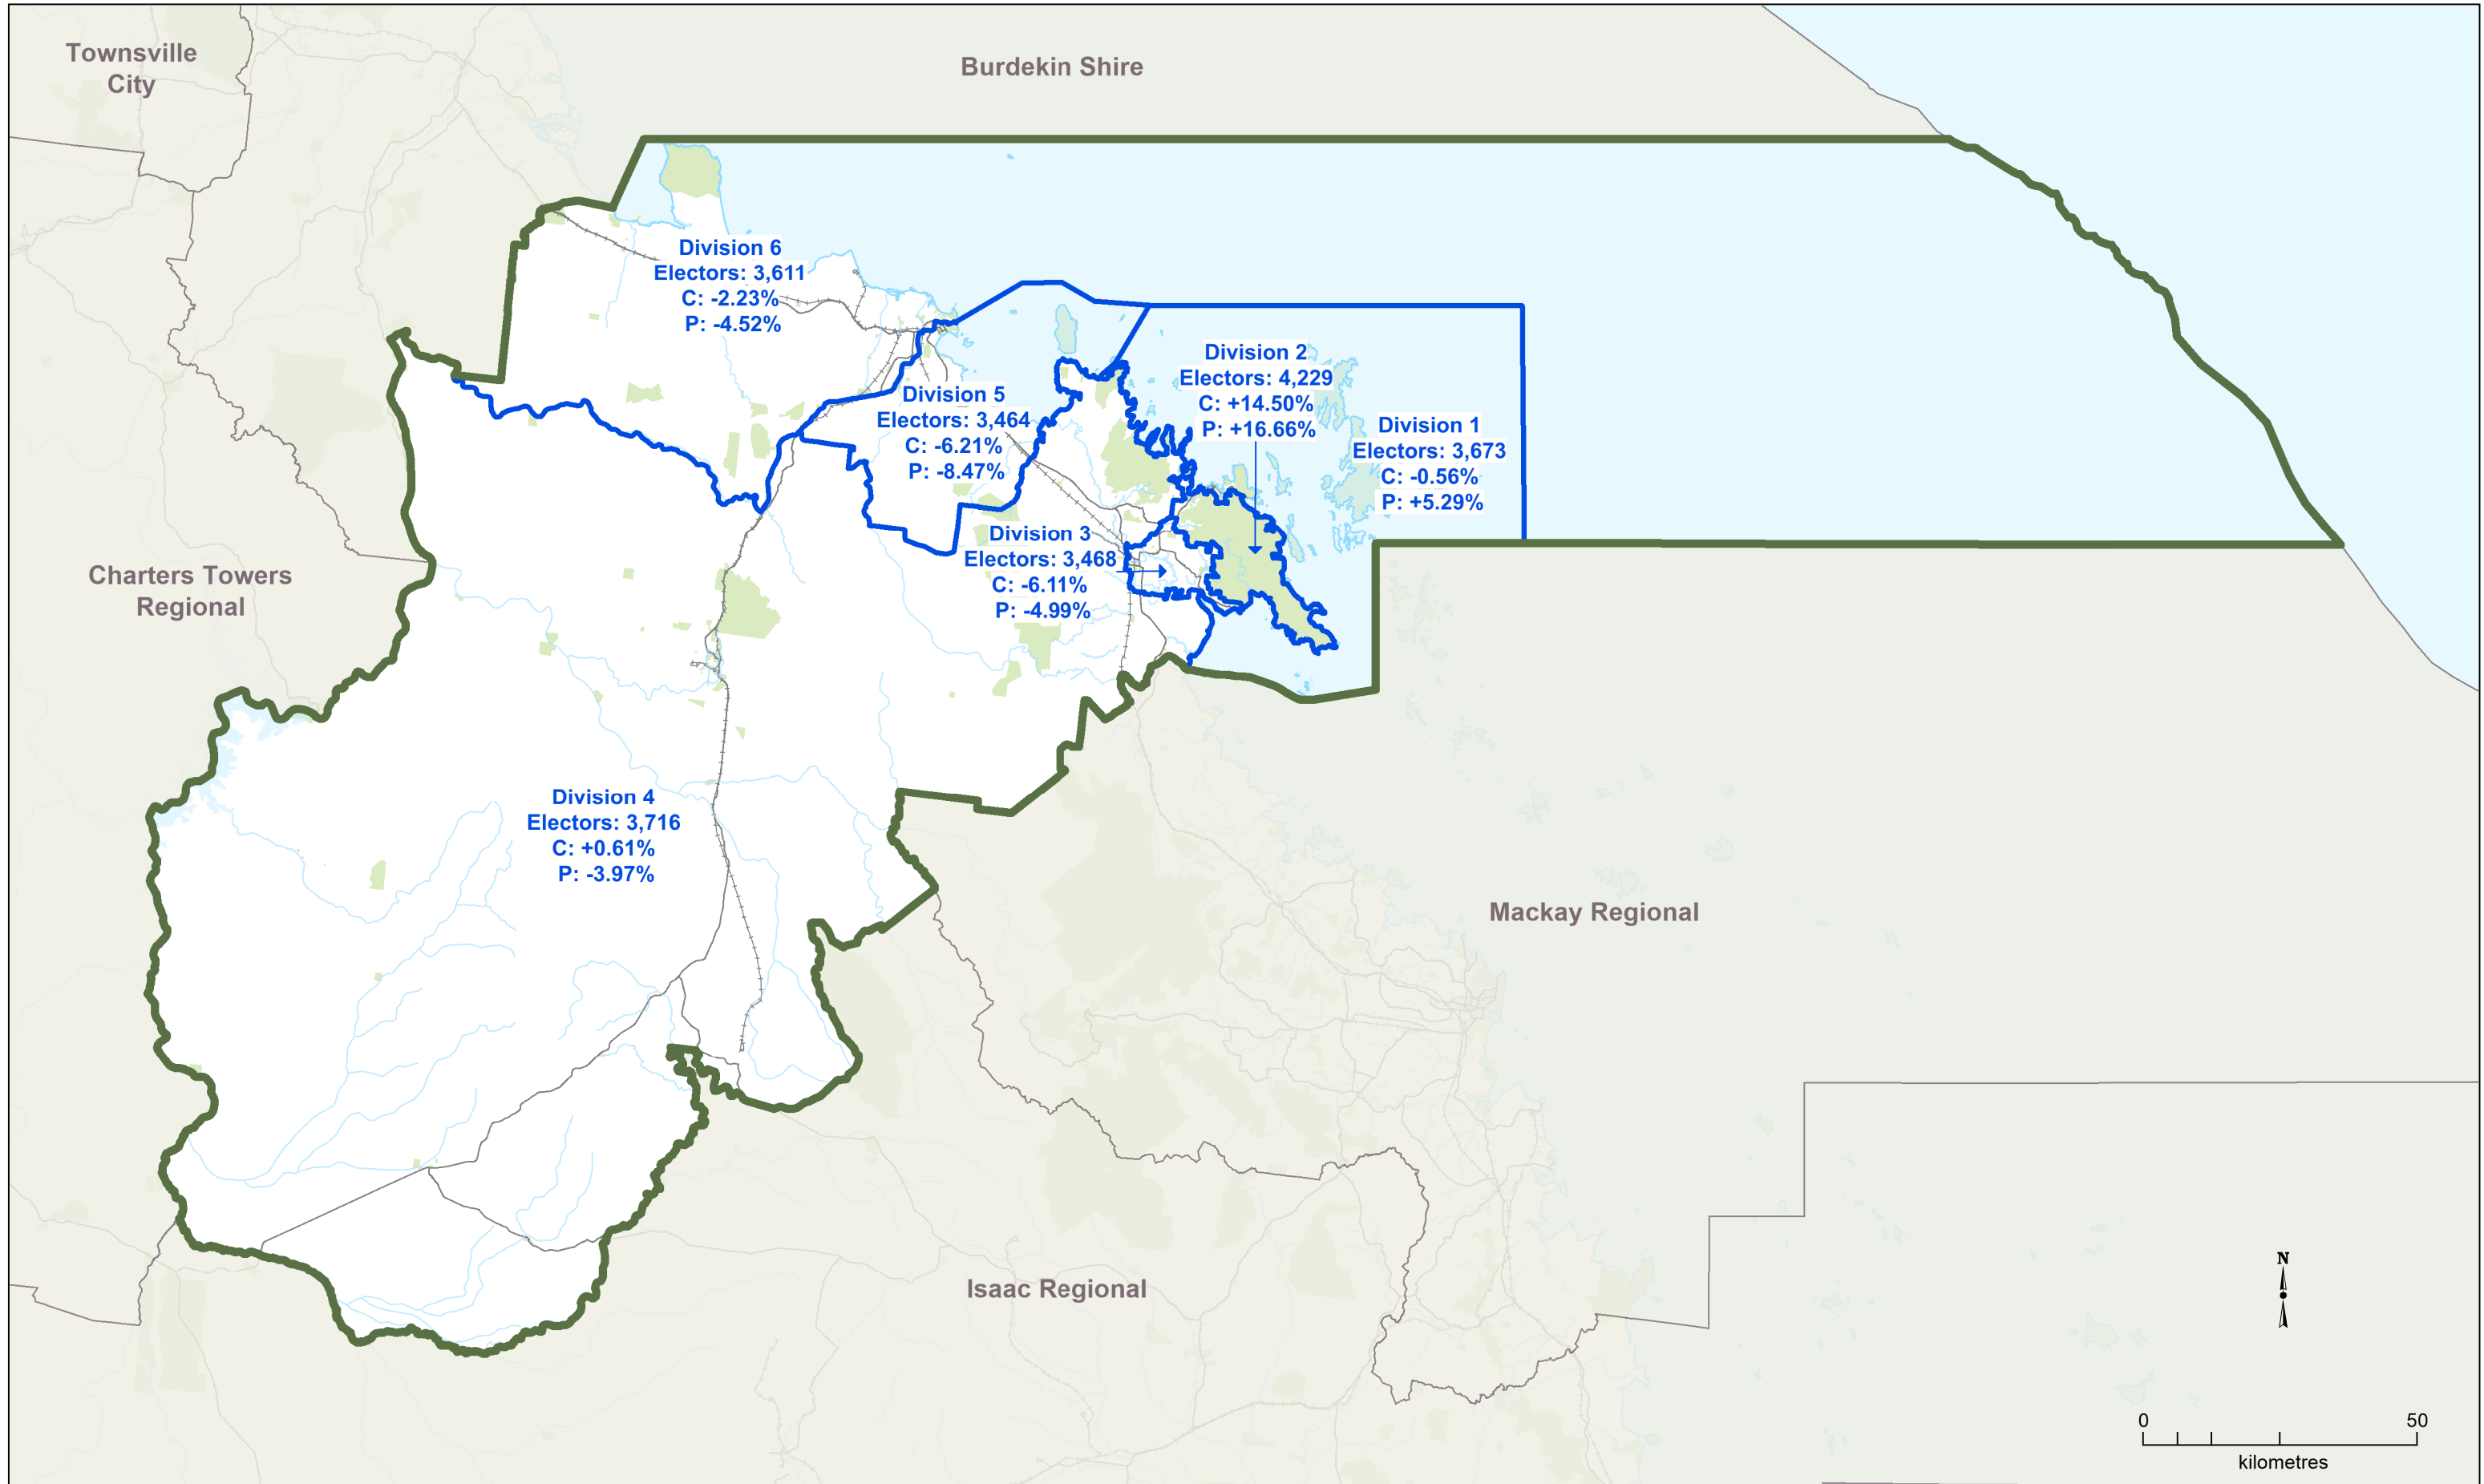 Townsville
City
Burdekin Shire
Division 6
Electors: 3,611
C: -2.23%
P: -4.52%
Division 2
Electors: 4,229
C: +14.50%
P: +16.66%
Division 5
Electors: 3,464
C: -6.21%
P: -8.47%
Division 1
Electors: 3,673
C: -0.56%
P: +5.29%
Division 3
Electors: 3,468
C: -6.11%
P: -4.99%
Charters Towers
Regional
Division 4
Electors: 3,716
C: +0.61%
P: -3.97%
Mackay Regional
Isaac Regional
N
0 50
kilometres